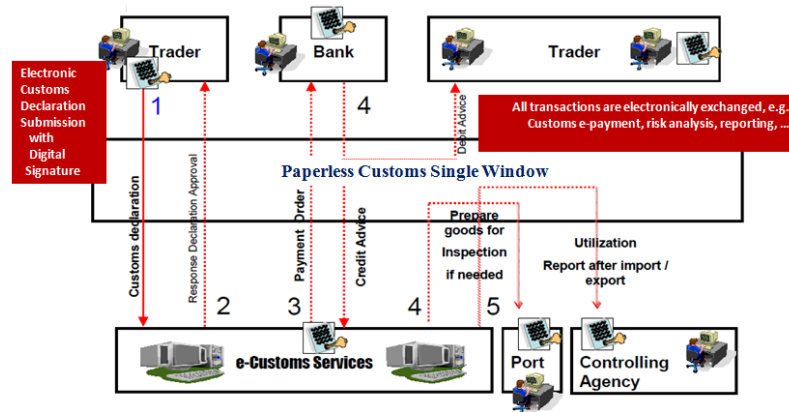 Trader
Bank
Trader
Electronic
Customs
Declaration
Submission
with
Digital
Signature
1
4
All transactions are electronically exchanged, e.g.
Customs e-payment, risk analysis, reporting, ...
Debit Advice
Paperless Customs Single Window
Customs declaration
Response Declaration Approval
Payment Order
Credit Advice
Prepare
goods for
Inspection
if needed
Utilization
Report after import /
export
2
3
4
5
e-Customs Services
Port
Controlling
Agency